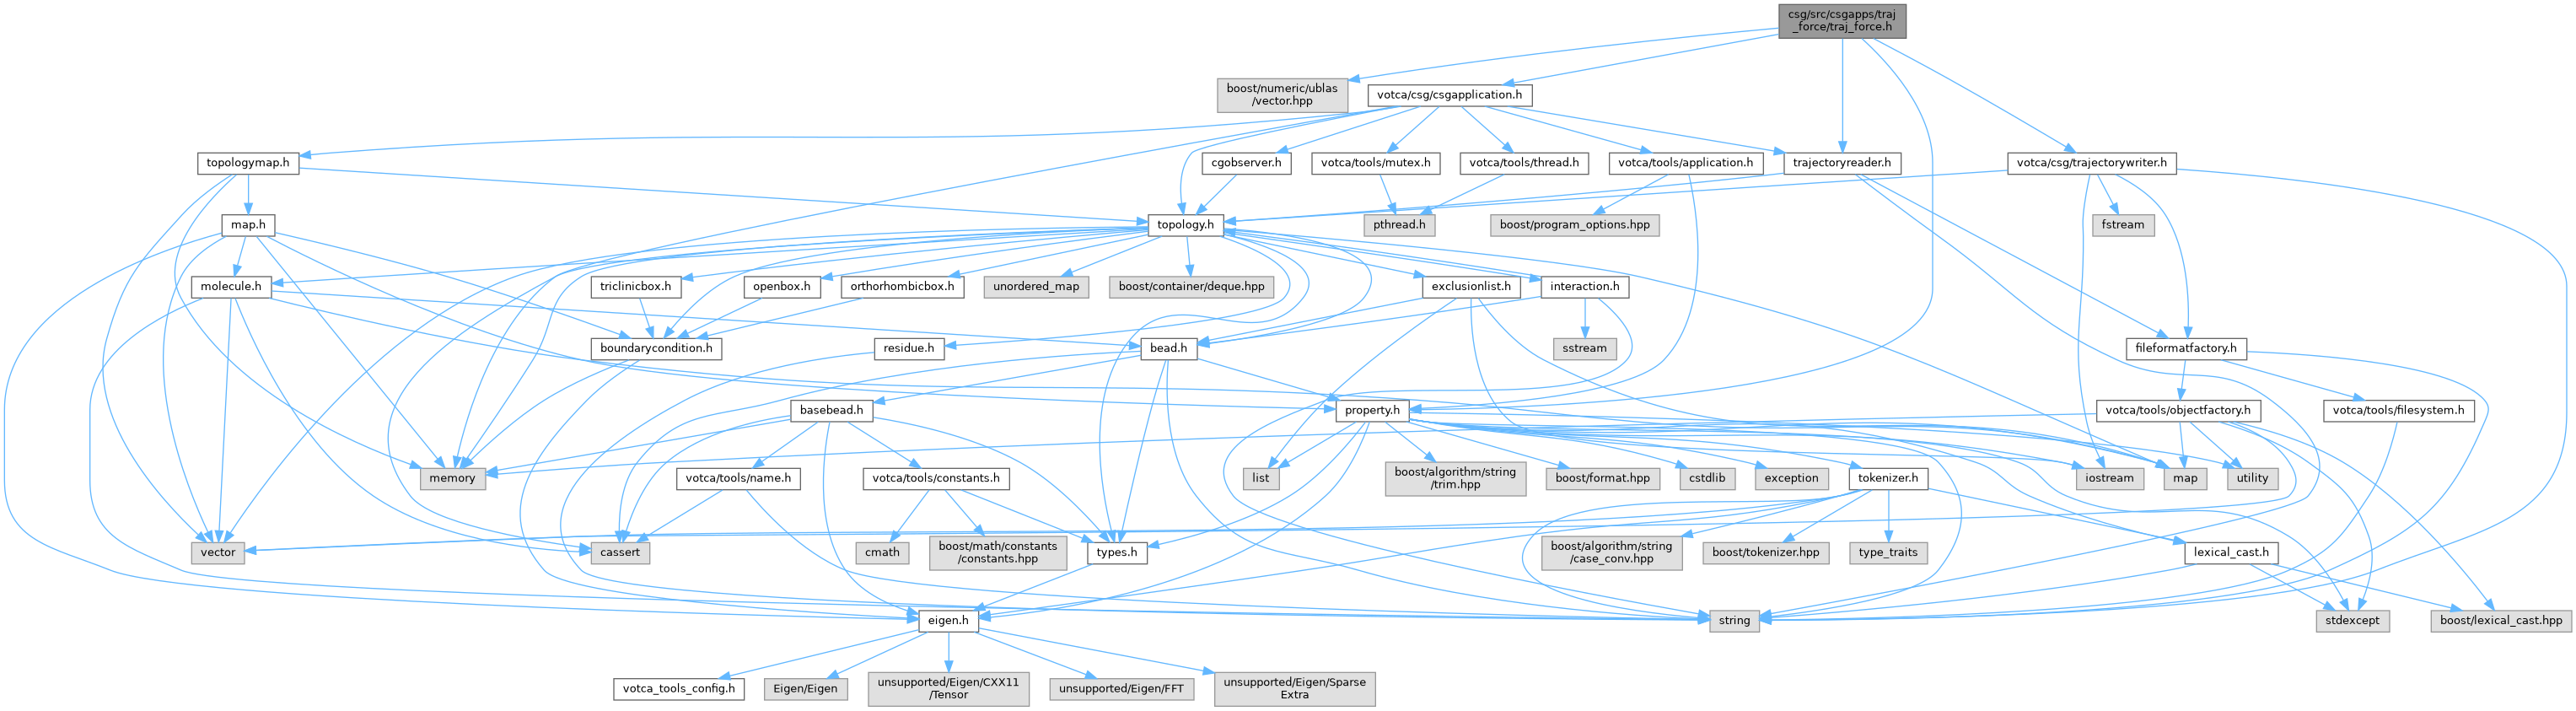 csg/src/csgapps/traj
_force/traj_force.h
boost/numeric/ublas
/vector.hpp
votca/csg/csgapplication.h
topologymap.h
cgobserver.h
votca/tools/mutex.h
votca/tools/thread.h
votca/tools/application.h
trajectoryreader.h
votca/csg/trajectorywriter.h
map.h
topology.h
pthread.h
boost/program_options.hpp
fstream
molecule.h
triclinicbox.h
openbox.h
orthorhombicbox.h
unordered_map
boost/container/deque.hpp
exclusionlist.h
interaction.h
boundarycondition.h
residue.h
bead.h
sstream
fileformatfactory.h
basebead.h
property.h
votca/tools/objectfactory.h
votca/tools/filesystem.h
memory
votca/tools/name.h
votca/tools/constants.h
list
boost/algorithm/string
/trim.hpp
boost/format.hpp
cstdlib
exception
tokenizer.h
iostream
map
utility
vector
cassert
cmath
boost/math/constants
/constants.hpp
types.h
boost/algorithm/string
/case_conv.hpp
boost/tokenizer.hpp
type_traits
lexical_cast.h
eigen.h
string
stdexcept
boost/lexical_cast.hpp
votca_tools_config.h
Eigen/Eigen
unsupported/Eigen/CXX11
/Tensor
unsupported/Eigen/FFT
unsupported/Eigen/Sparse
Extra